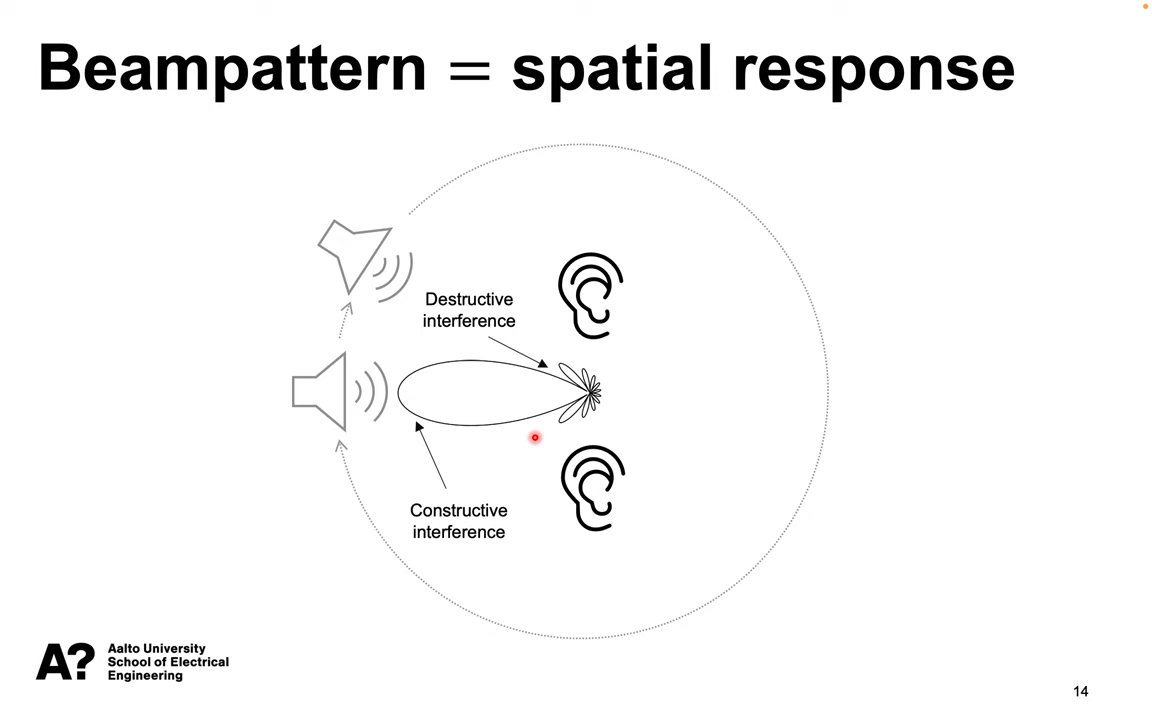 Beampattern = spatial response
Destructive
interference
Constructive
interference
A?
Aalto University
School of Electrical
Engineering
14